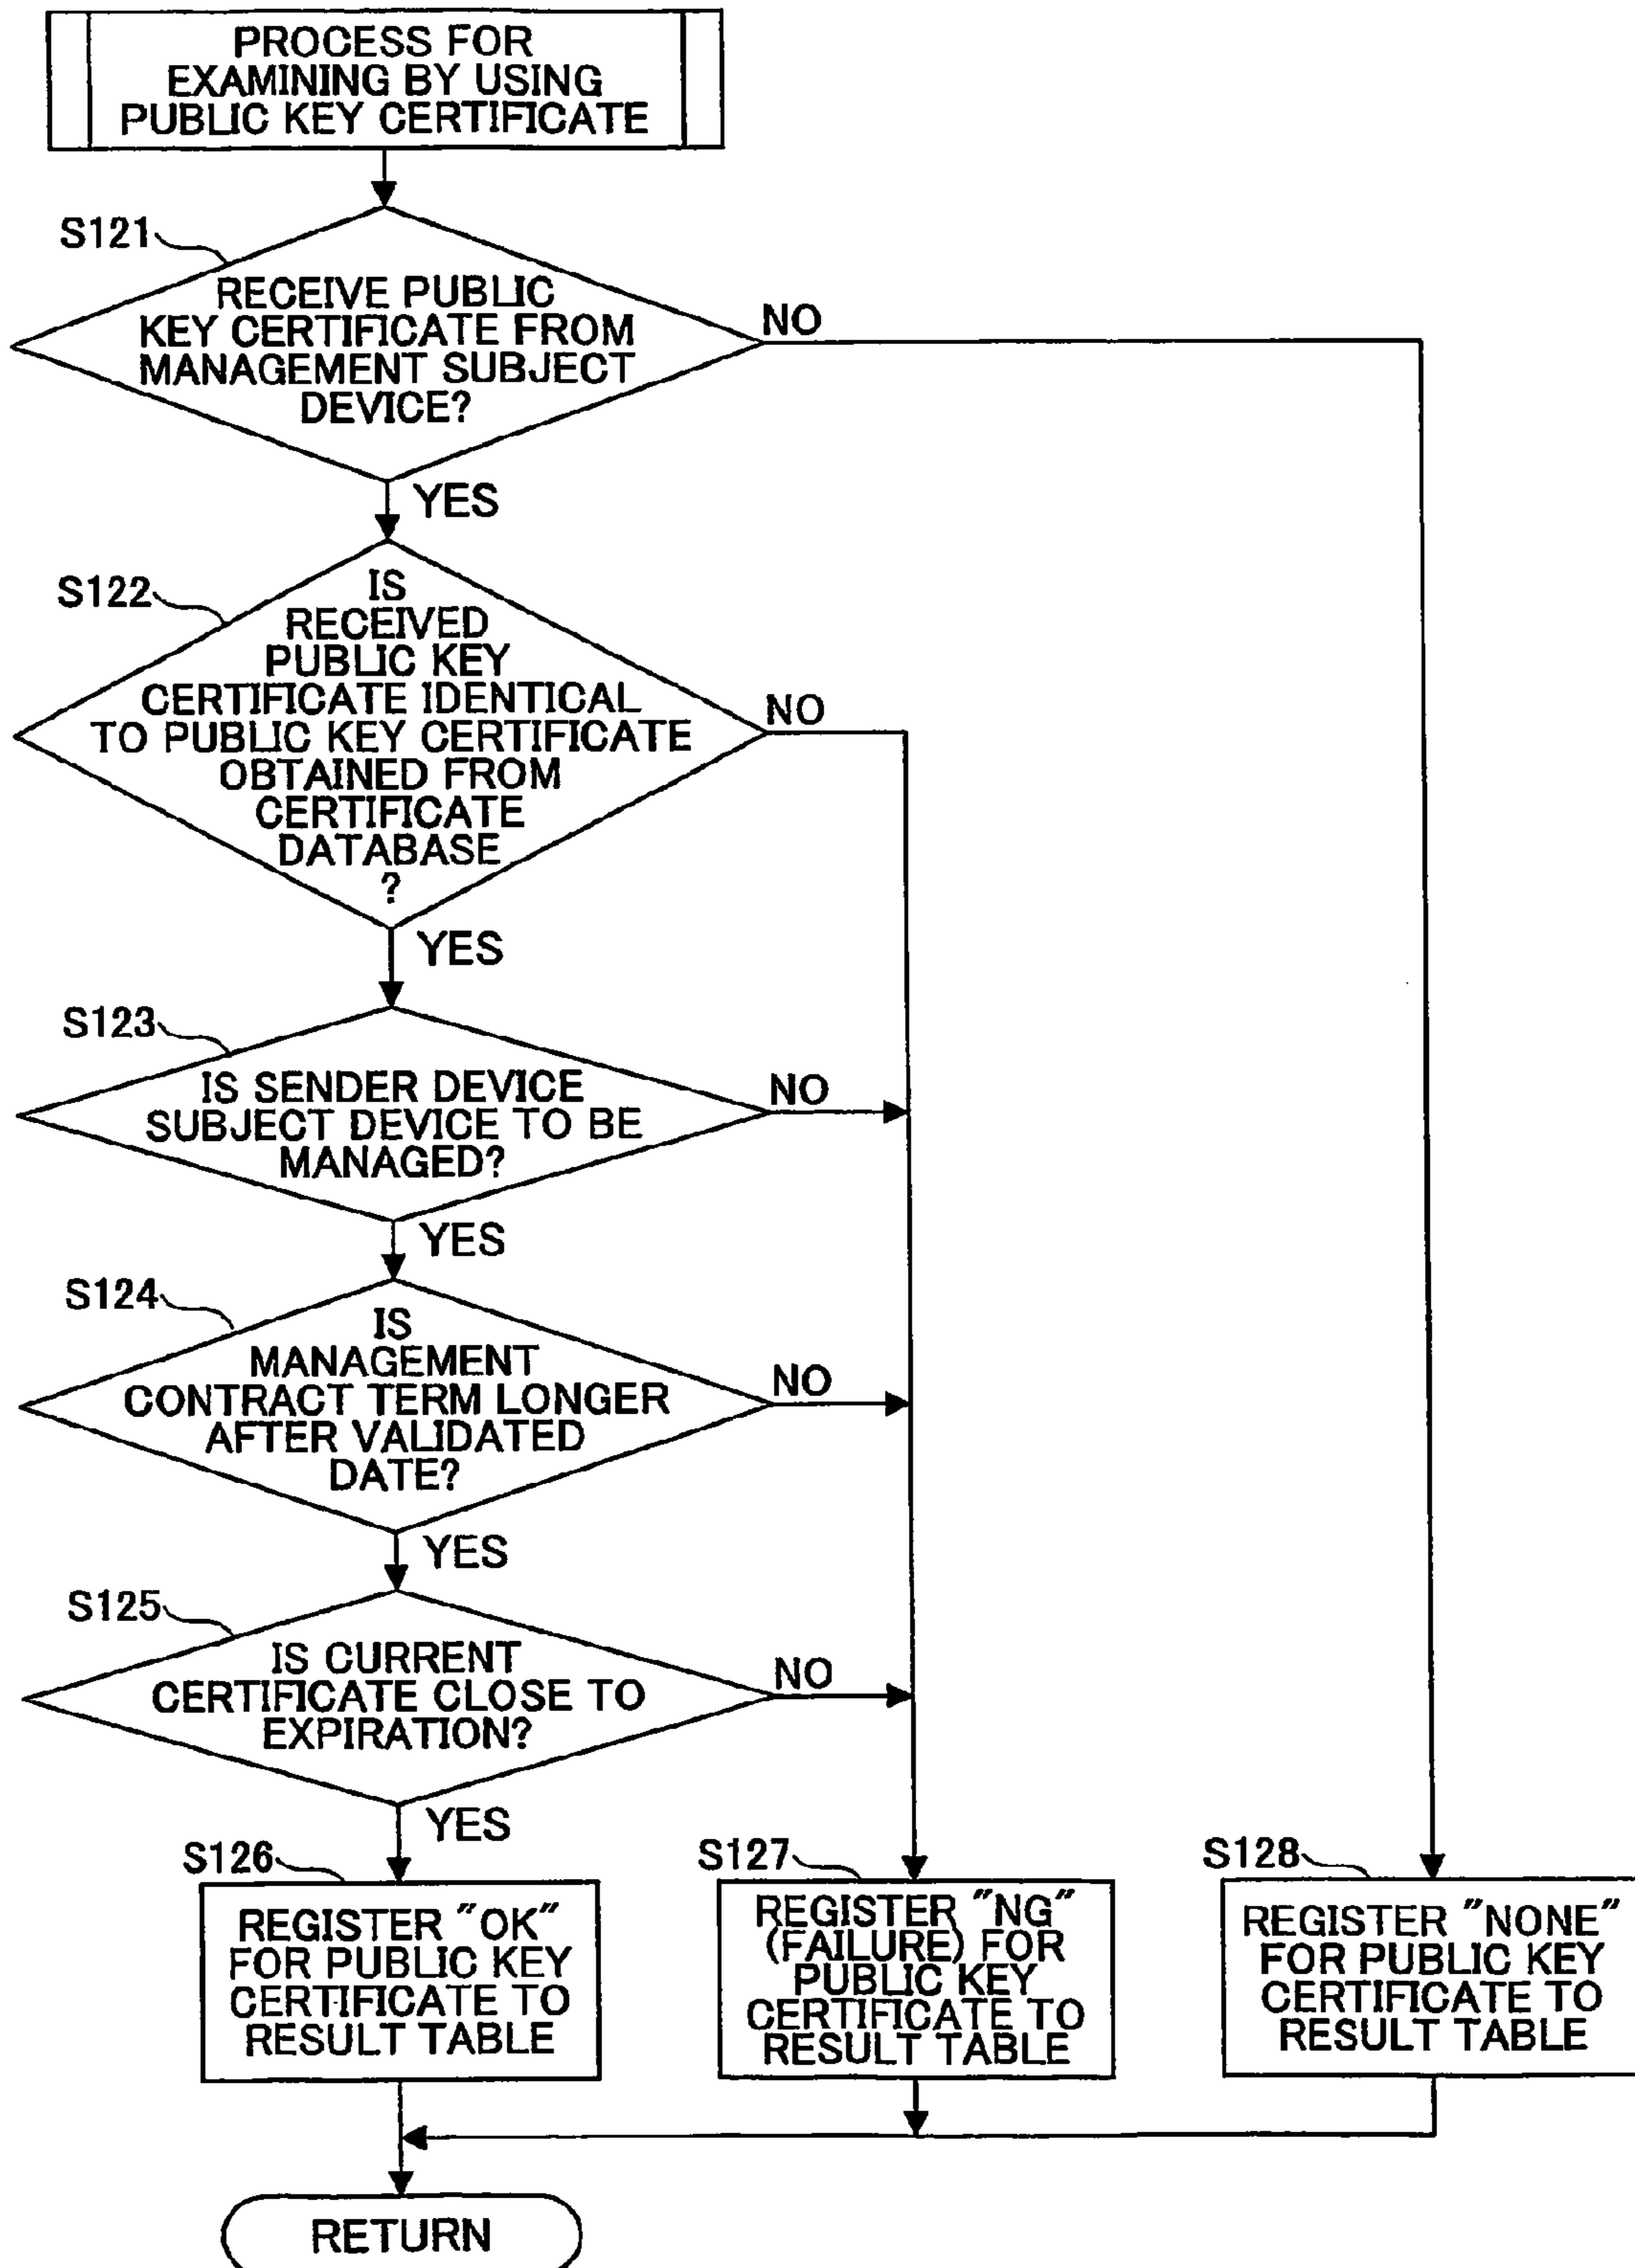 PROCESS FOR
EXAMINING BY USING
PUBLIC KEY CERTIFICATE
S121
RECEIVE PUBLIC
KEY CERTIFICATE FROM
MANAGEMENT SUBJECT
DEVICE?
NO
YES
S122
IS
RECEIVED
PUBLIC KEY
CERTIFICATE IDENTICAL
TO PUBLIC KEY CERTIFICATE
OBTAINED FROM
CERTIFICATE
DATABASE
?
NO
YES
S123
IS SENDER DEVICE
SUBJECT DEVICE TO BE
MANAGED?
NO
YES
S124
IS
MANAGEMENT
CONTRACT TERM LONGER
AFTER VALIDATED
DATE?
NO
YES
S125
IS CURRENT
CERTIFICATE CLOSE TO
EXPIRATION?
NO
YES
S126
REGISTER "OK"
FOR PUBLIC KEY
CERTIFICATE TO
RESULT TABLE
S127
REGISTER "NG"
(FAILURE) FOR
PUBLIC KEY
CERTIFICATE TO
RESULT TABLE
S128
REGISTER "NONE"
FOR PUBLIC KEY
CERTIFICATE TO
RESULT TABLE
RETURN